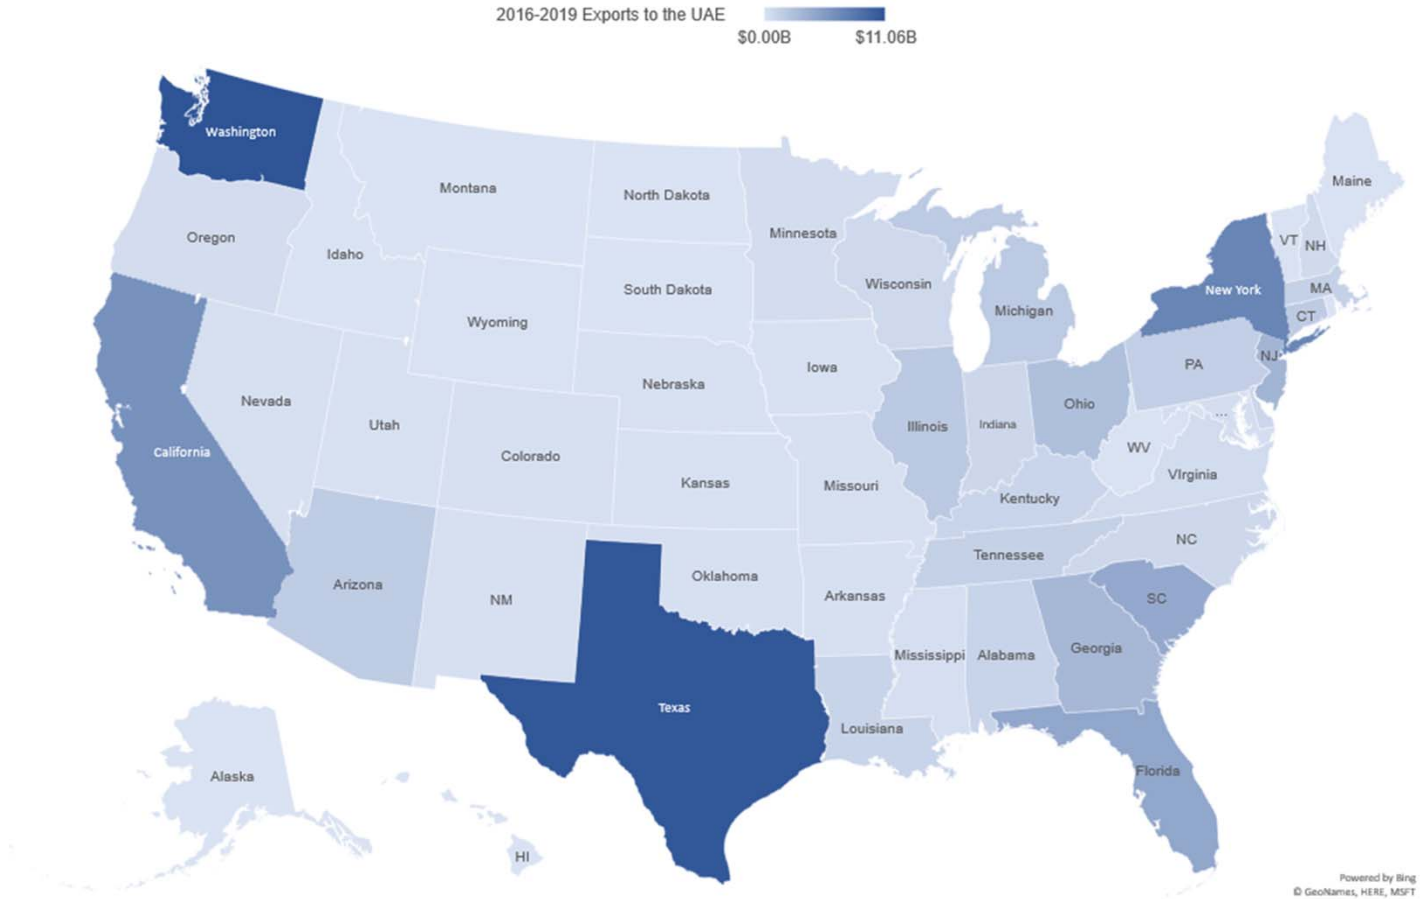 2016-2019 Exports to the UAE
$0.00B $11.06B
Washington
Montana
North Dakota
Minnesota
Maine
Oregon
Idaho
South Dakota
Wisconsin
Michigan
New York
VT
NH
MA
CT
Wyoming
Iowa
Nebraska
PA
NJ
Nevada
Utah
Colorado
Kansas
Missouri
Illinois
Indiana
Ohio
WV
...
VIrginia
Kentucky
California
Arizona
NM
Oklahoma
Arkansas
Tennessee
NC
SC
Mississippi
Alabama
Georgia
Texas
Louisiana
Florida
Alaska
HI
Powered by Bing
© GeoNames, HERE, MSFT